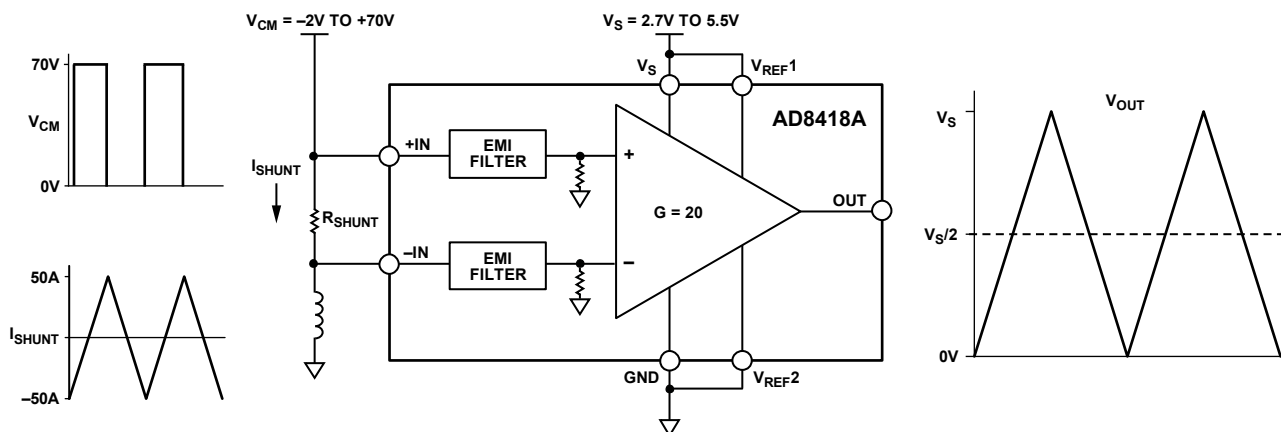 V_CM = –2V TO +70V
V_S = 2.7V TO 5.5V
70V
V_CM
0V
50A
I_SHUNT
–50A
I_SHUNT
R_SHUNT
V_S
V_REF1
AD8418A
+IN
EMI
FILTER
+
G = 20
OUT
–IN
EMI
FILTER
–
GND
V_REF2
V_OUT
V_S
V_S/2
0V